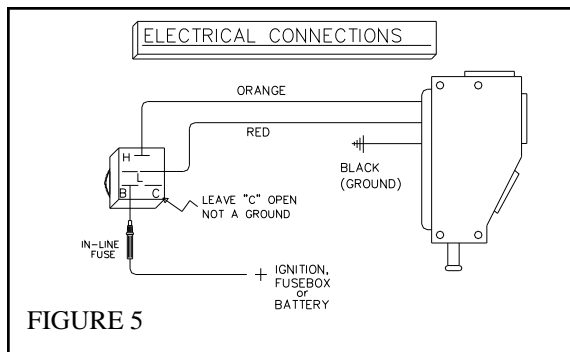 ELECTRICAL CONNECTIONS
ORANGE
RED
H
L
B
C
BLACK
(GROUND)
LEAVE "C" OPEN
NOT A GROUND
IN-LINE
FUSE
+ IGNITION,
FUSEBOX
or
BATTERY
FIGURE 5